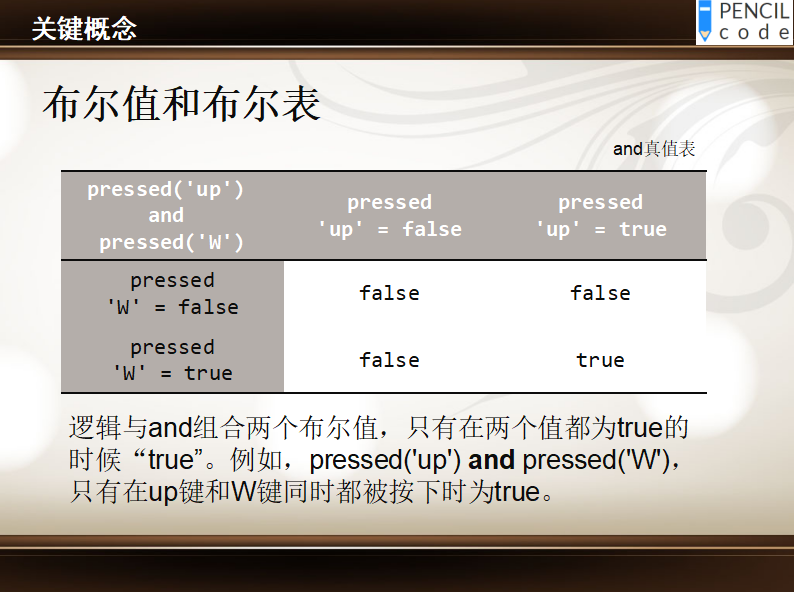 关键概念
PENCIL
code
布尔值和布尔表
and真值表
pressed('up')
and
pressed('W')
pressed
'up' = false
pressed
'up' = true
pressed
'W' = false
false
false
pressed
'W' = true
false
true
逻辑与and组合两个布尔值，只有在两个值都为true的
时候“true”。例如，pressed('up') and pressed('W')，
只有在up键和W键同时都被按下时为true。